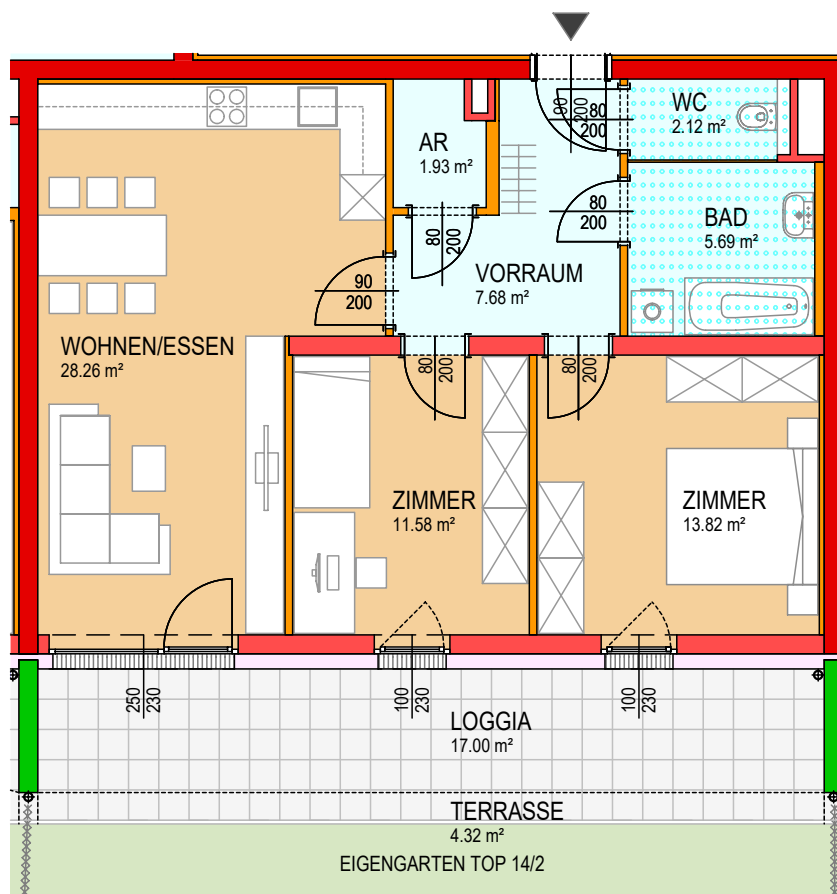 WC
2.12 m²
90
200
80
200
AR
1.93 m²
BAD
5.69 m²
80
200
80
200
VORRAUM
7.68 m²
90
200
WOHNEN/ESSEN
28.26 m²
80
200
80
200
ZIMMER
11.58 m²
ZIMMER
13.82 m²
250
230
100
230
100
230
LOGGIA
17.00 m²
TERRASSE
4.32 m²
EIGENGARTEN TOP 14/2